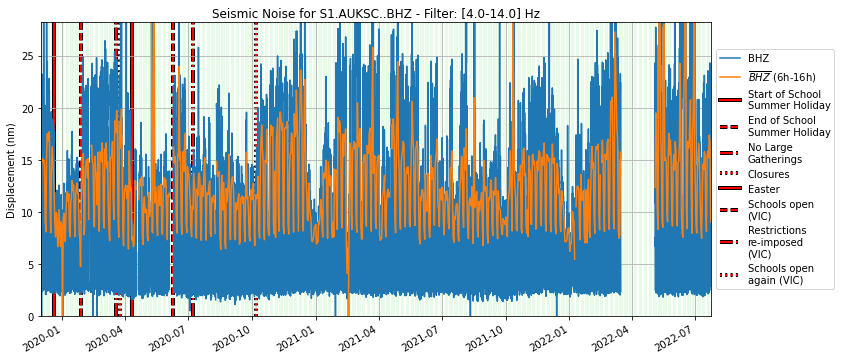 Seismic Noise for S1.AUKSC..BHZ - Filter: [4.0-14.0] Hz
Displacement (nm)
25
20
15
10
5
0
2020-01
2020-04
2020-07
2020-10
2021-01
2021-04
2021-07
2021-10
2022-01
2022-04
2022-07
BHZ
BHZ (6h-16h)
Start of School
Summer Holiday
End of School
Summer Holiday
No Large
Gatherings
Closures
Easter
Schools open
(VIC)
Restrictions
re-imposed
(VIC)
Schools open
again (VIC)